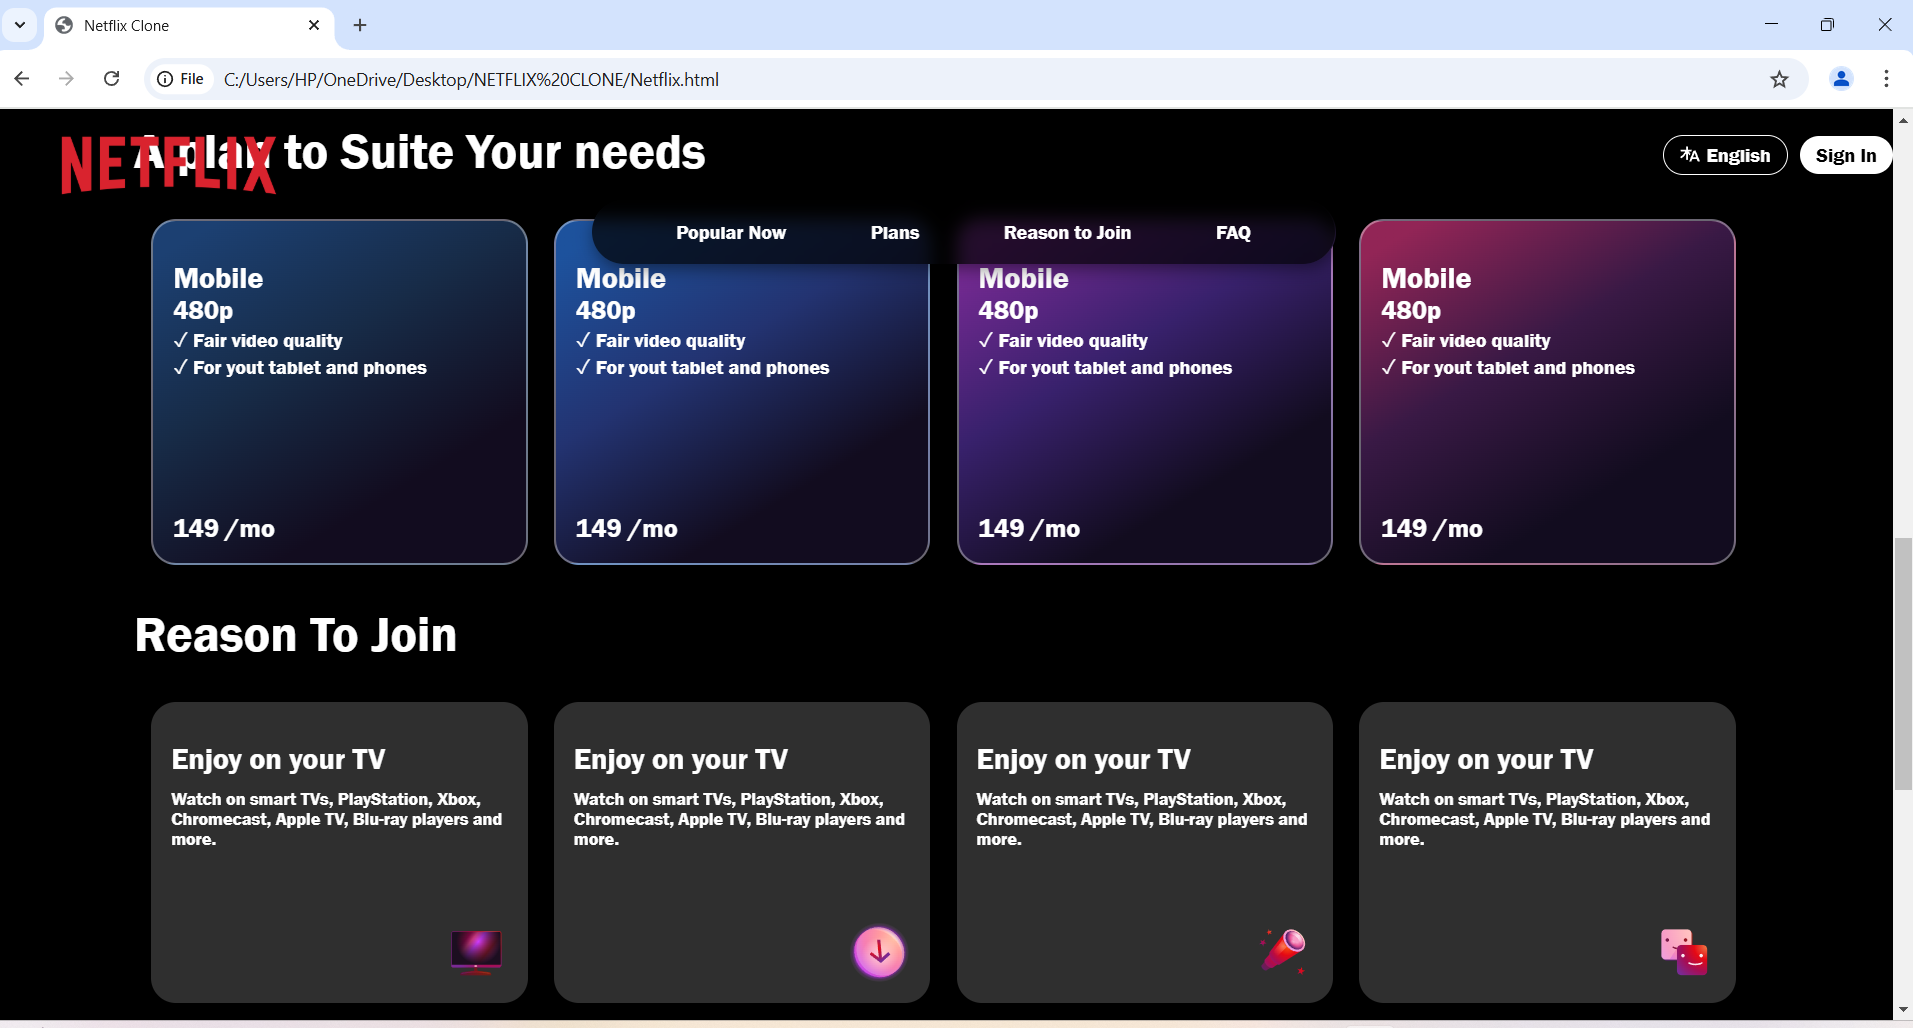 Netflix Clone
File C:/Users/HP/OneDrive/Desktop/NETFLIX%20CLONE/Netflix.html
NETFLIX
A plan to Suite Your needs
English
Sign In
Popular Now Plans Reason to Join FAQ
Mobile
480p
✓ Fair video quality
✓ For yout tablet and phones
149 /mo
Mobile
480p
✓ Fair video quality
✓ For yout tablet and phones
149 /mo
Mobile
480p
✓ Fair video quality
✓ For yout tablet and phones
149 /mo
Mobile
480p
✓ Fair video quality
✓ For yout tablet and phones
149 /mo
Reason To Join
Enjoy on your TV
Watch on smart TVs, PlayStation, Xbox,
Chromecast, Apple TV, Blu-ray players and
more.
Enjoy on your TV
Watch on smart TVs, PlayStation, Xbox,
Chromecast, Apple TV, Blu-ray players and
more.
Enjoy on your TV
Watch on smart TVs, PlayStation, Xbox,
Chromecast, Apple TV, Blu-ray players and
more.
Enjoy on your TV
Watch on smart TVs, PlayStation, Xbox,
Chromecast, Apple TV, Blu-ray players and
more.